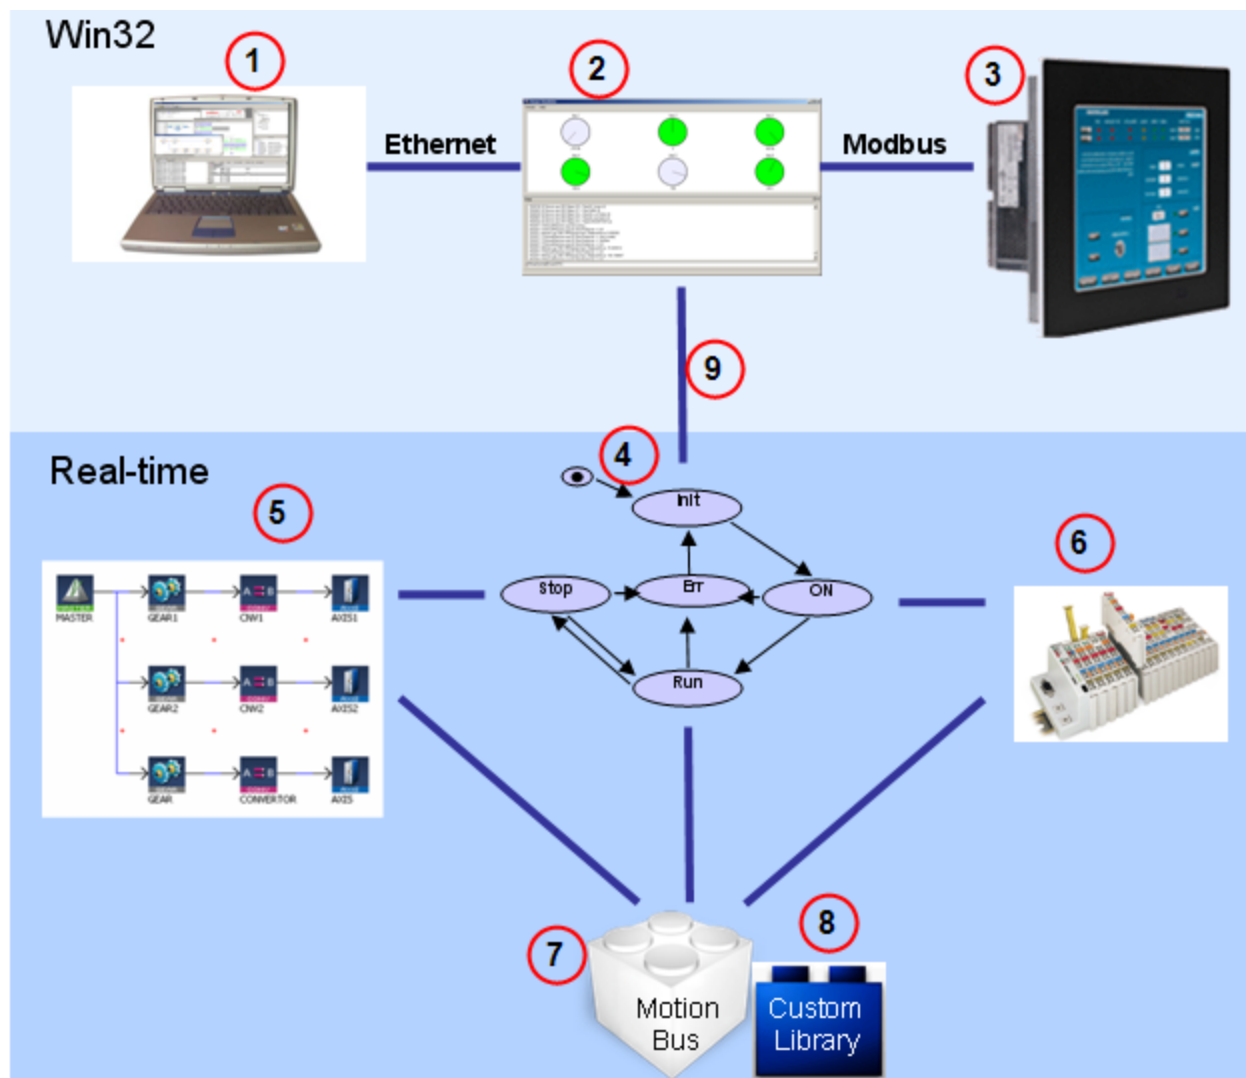 Win32
1
2
3
Ethernet
Modbus
9
Real-time
4
Init
5
6
Stop
Err
ON
Run
MASTER
GEAR1
CNV1
AXIS1
GEAR2
CNV2
AXIS2
GEAR
CONVERTOR
AXIS
A B
A B
A B
7
8
Motion
Bus
Custom
Library